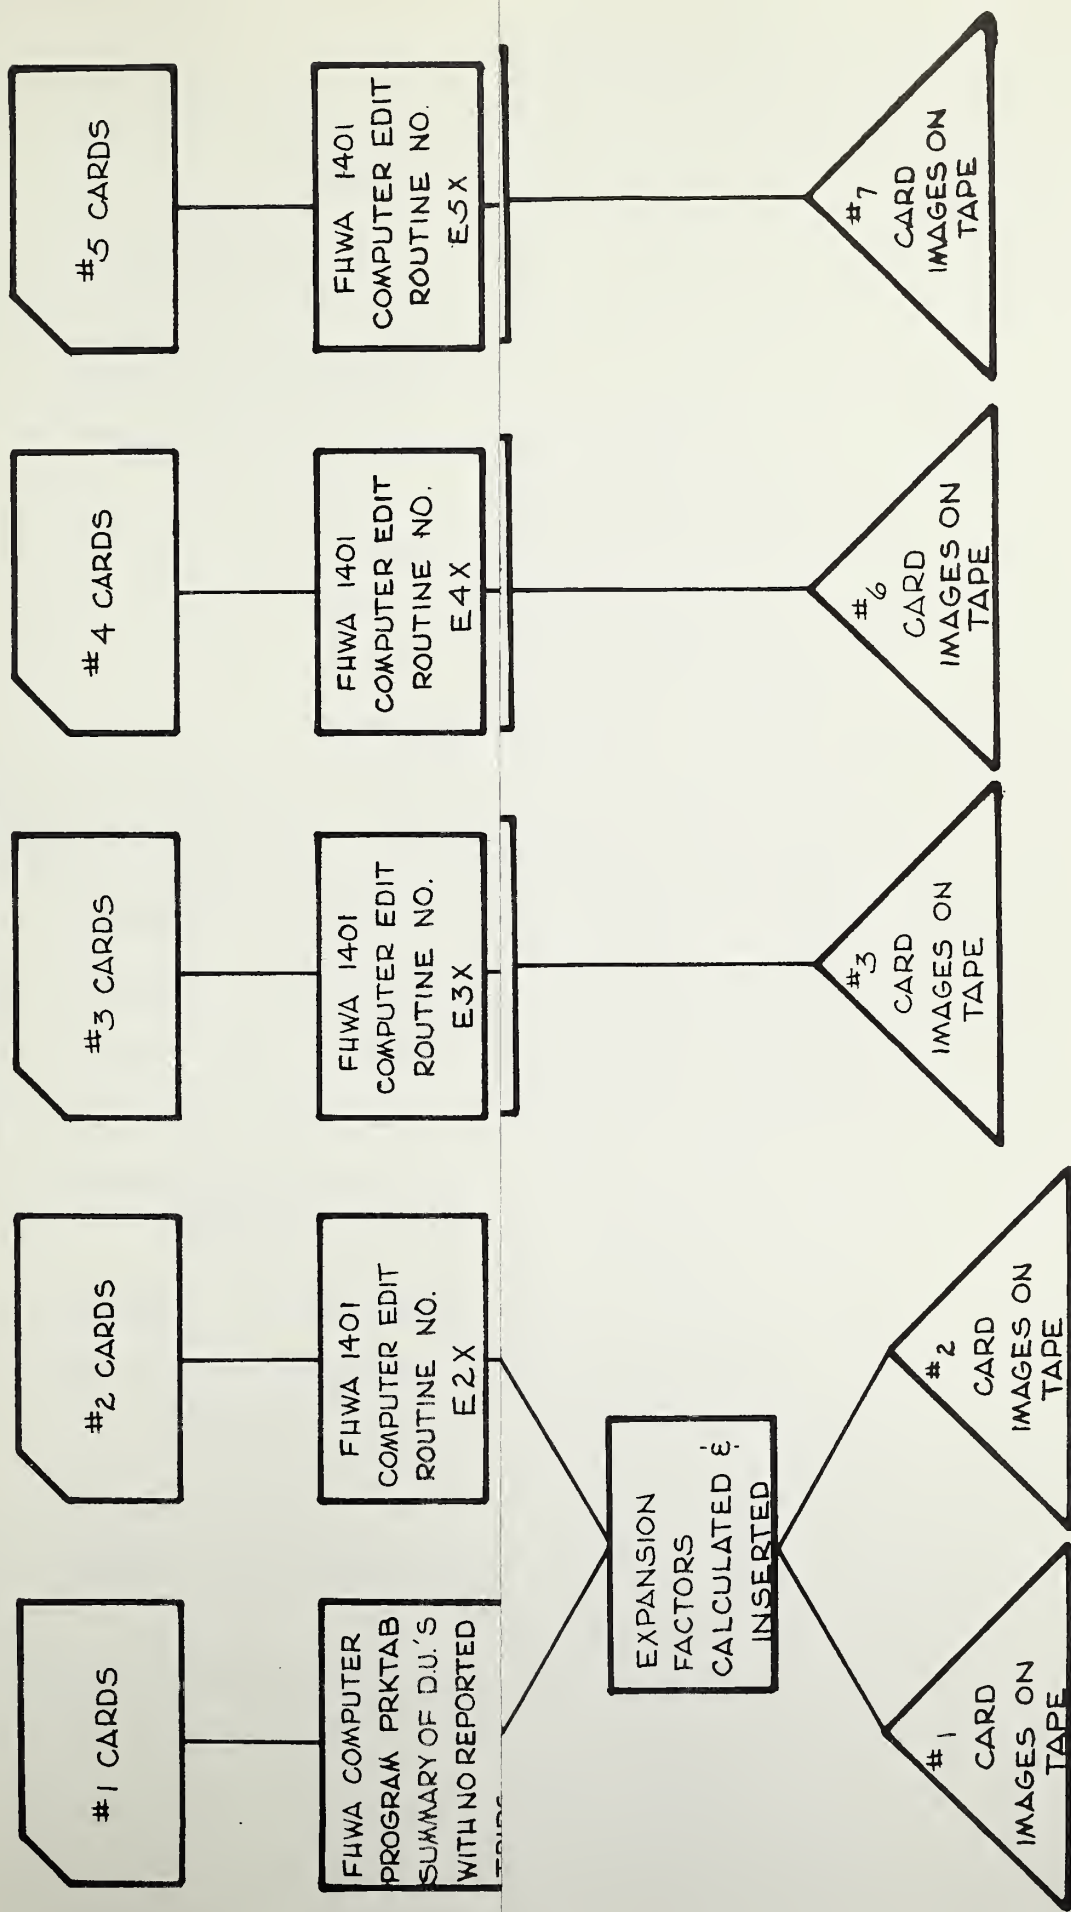 #1 CARDS
#2 CARDS
#3 CARDS
#4 CARDS
#5 CARDS
FHWA COMPUTER
PROGRAM PRKTAB
SUMMARY OF D.U.'S
WITH NO REPORTED
FHWA 1401
COMPUTER EDIT
ROUTINE NO.
E2X
FHWA 1401
COMPUTER EDIT
ROUTINE NO.
E3X
FHWA 1401
COMPUTER EDIT
ROUTINE NO.
E4X
FHWA 1401
COMPUTER EDIT
ROUTINE NO.
E5X
EXPANSION
FACTORS
CALCULATED &
INSERTED
#1
CARD
IMAGES ON
TAPE
#2
CARD
IMAGES ON
TAPE
#3
CARD
IMAGES ON
TAPE
#6
CARD
IMAGES ON
TAPE
#7
CARD
IMAGES ON
TAPE